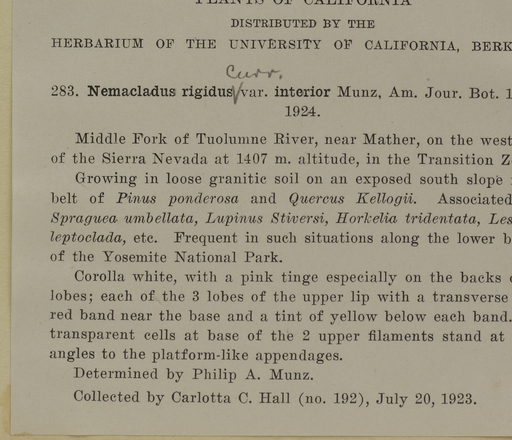 PLANTS OF CALIFORNIA
DISTRIBUTED BY THE
HERBARIUM OF THE UNIVERSITY OF CALIFORNIA, BERK
Curr.
283. Nemacladus rigidus var. interior Munz, Am. Jour. Bot. 1
1924.
Middle Fork of Tuolumne River, near Mather, on the west
of the Sierra Nevada at 1407 m. altitude, in the Transition Z
Growing in loose granitic soil on an exposed south slope
belt of Pinus ponderosa and Quercus Kellogii. Associated
Spraguea umbellata, Lupinus Stiversi, Horkelia tridentata, Les
leptoclada, etc. Frequent in such situations along the lower b
of the Yosemite National Park.
Corolla white, with a pink tinge especially on the backs
lobes; each of the 3 lobes of the upper lip with a transverse
red band near the base and a tint of yellow below each band.
transparent cells at base of the 2 upper filaments stand at
angles to the platform-like appendages.
Determined by Philip A. Munz.
Collected by Carlotta C. Hall (no. 192), July 20, 1923.